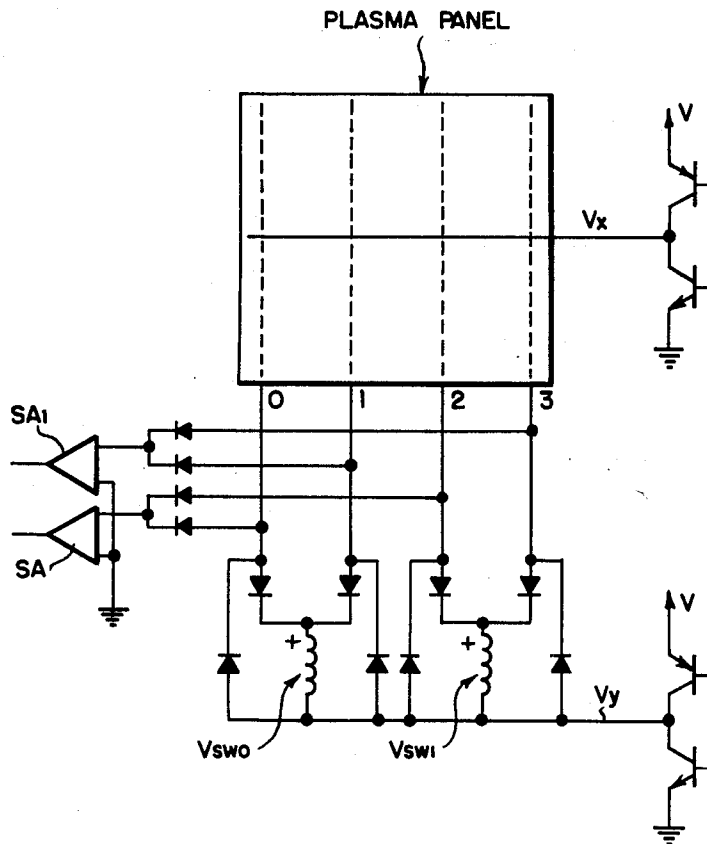 PLASMA PANEL
V
Vx
0 1 2 3
SA1
SA
V
+ +
Vy
VSW0 VSW1